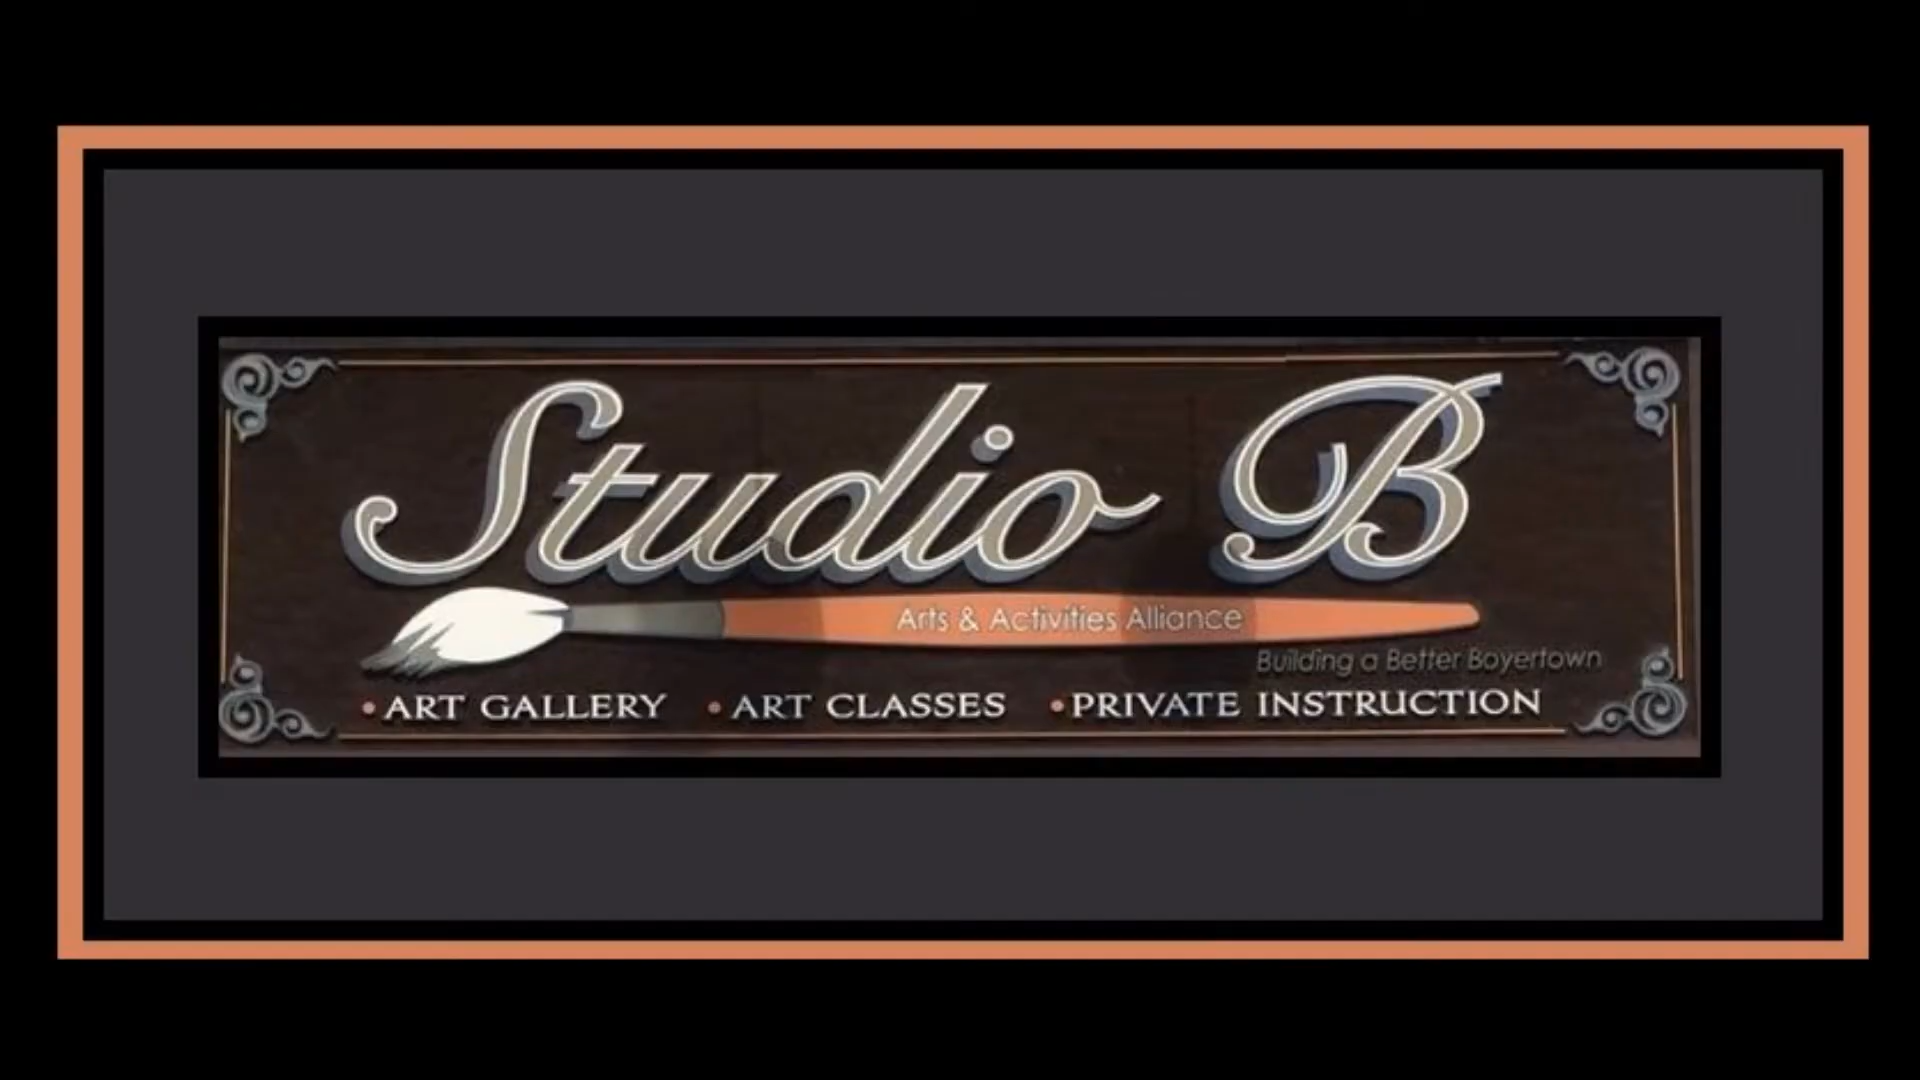 Studio B
Arts & Activities Alliance
Building a Better Boyertown
•ART GALLERY •ART CLASSES •PRIVATE INSTRUCTION